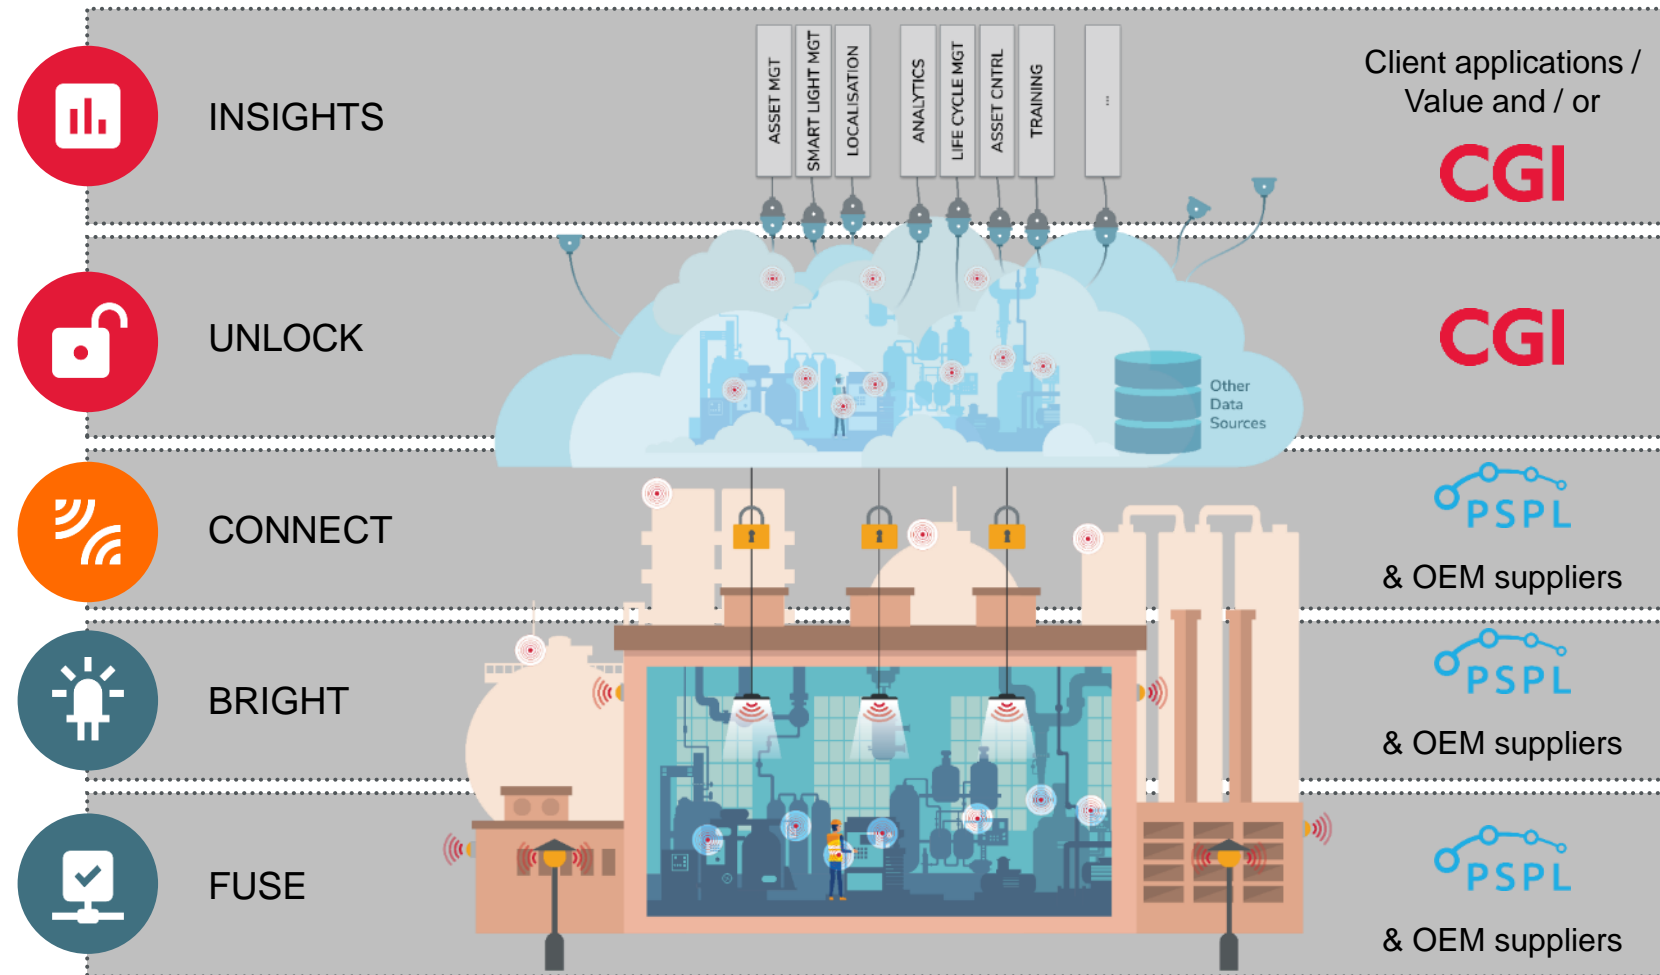 INSIGHTS
ASSET MGT
SMART LIGHT MGT
LOCALISATION
ANALYTICS
LIFE CYCLE MGT
ASSET CNTRL
TRAINING
...
Client applications /
Value and / or
CGI
UNLOCK
Other
Data
Sources
CGI
CONNECT
PSPL
& OEM suppliers
BRIGHT
PSPL
& OEM suppliers
FUSE
PSPL
& OEM suppliers